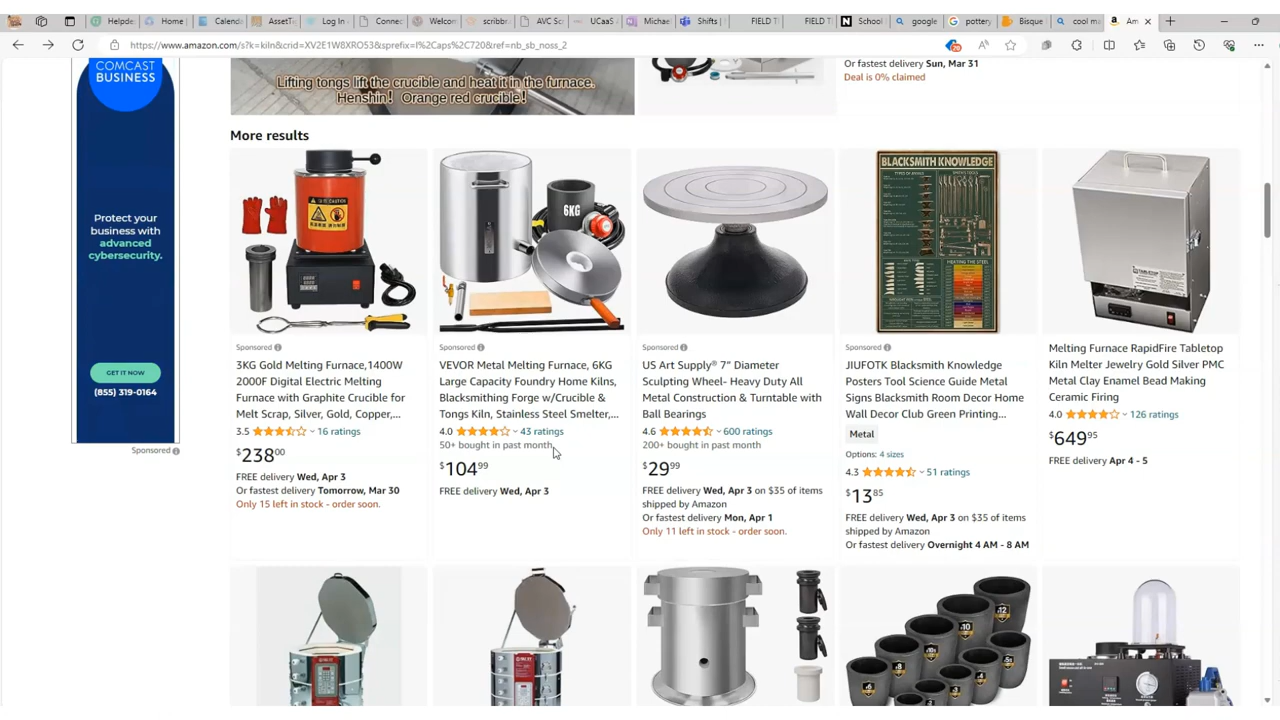 Helpde
Home |
Calenda
AssetT
Log In
Connec
Welcom
scribbr
AVC Sc
UCaaS
Michae
Shifts |
FIELD T
FIELD T
School
google
pottery
Bisque
cool m
Am
https://www.amazon.com/s?k=kiln&crid=XV2E1W8XRO53&sprefix=I%2Caps%2C720&ref=nb_sb_noss_2
COMCAST
BUSINESS
Protect your
business with
advanced
cybersecurity.
GET IT NOW
(855) 319-0164
Sponsored
Lifting tongs lift the crucible and heat it in the furnace.
Henshin! Orange red crucible!
Or fastest delivery Sun, Mar 31
Deal is 0% claimed
More results
Sponsored
3KG Gold Melting Furnace,1400W
2000F Digital Electric Melting
Furnace with Graphite Crucible for
Melt Scrap, Silver, Gold, Copper,...
3.5 16 ratings
$238 00
FREE delivery Wed, Apr 3
Or fastest delivery Tomorrow, Mar 30
Only 15 left in stock - order soon.
6KG
Sponsored
VEVOR Metal Melting Furnace, 6KG
Large Capacity Foundry Home Kilns,
Blacksmithing Forge w/Crucible &
Tongs Kiln, Stainless Steel Smelter,...
4.0 43 ratings
50+ bought in past month
$104 99
FREE delivery Wed, Apr 3
Sponsored
US Art Supply® 7" Diameter
Sculpting Wheel- Heavy Duty All
Metal Construction & Turntable with
Ball Bearings
4.6 600 ratings
200+ bought in past month
$29 99
FREE delivery Wed, Apr 3 on $35 of items
shipped by Amazon
Or fastest delivery Mon, Apr 1
Only 11 left in stock - order soon.
BLACKSMITH KNOWLEDGE
Sponsored
JIUFOTK Blacksmith Knowledge
Posters Tool Science Guide Metal
Signs Blacksmith Room Decor Home
Wall Decor Club Green Printing...
Metal
Options: 4 sizes
4.3 51 ratings
$13 85
FREE delivery Wed, Apr 3 on $35 of items
shipped by Amazon
Or fastest delivery Overnight 4 AM - 8 AM
Melting Furnace RapidFire Tabletop
Kiln Melter Jewelry Gold Silver PMC
Metal Clay Enamel Bead Making
Ceramic Firing
4.0 126 ratings
$649 95
FREE delivery Apr 4 - 5